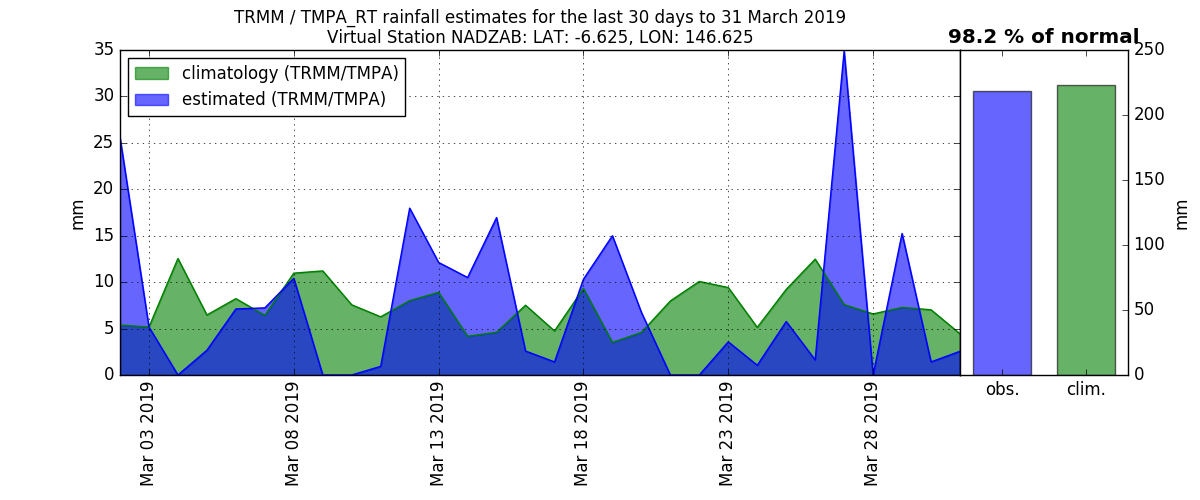 TRMM / TMPA_RT rainfall estimates for the last 30 days to 31 March 2019
Virtual Station NADZAB: LAT: -6.625, LON: 146.625
98.2 % of normal
climatology (TRMM/TMPA)
estimated (TRMM/TMPA)
35
30
25
20
15
10
5
0
mm
Mar 03 2019
Mar 08 2019
Mar 13 2019
Mar 18 2019
Mar 23 2019
Mar 28 2019
obs.
clim.
250
200
150
100
50
0
mm